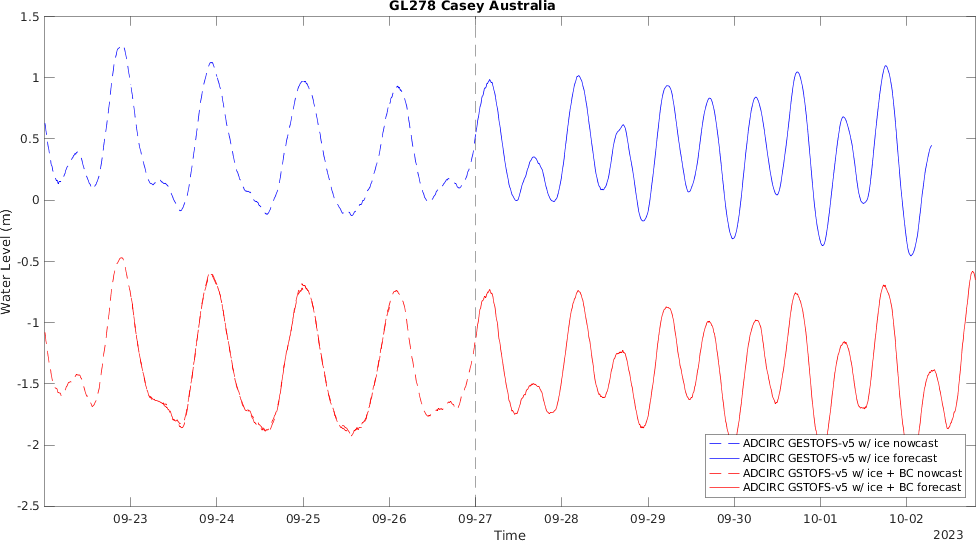 GL278 Casey Australia
1.5
1
0.5
0
-0.5
-1
-1.5
-2
-2.5
Water Level (m)
ADCIRC GESTOFS-v5 w/ ice nowcast
ADCIRC GESTOFS-v5 w/ ice forecast
ADCIRC GSTOFS-v5 w/ ice + BC nowcast
ADCIRC GSTOFS-v5 w/ ice + BC forecast
09-23 09-24 09-25 09-26 09-27 09-28 09-29 09-30 10-01 10-02
Time
2023